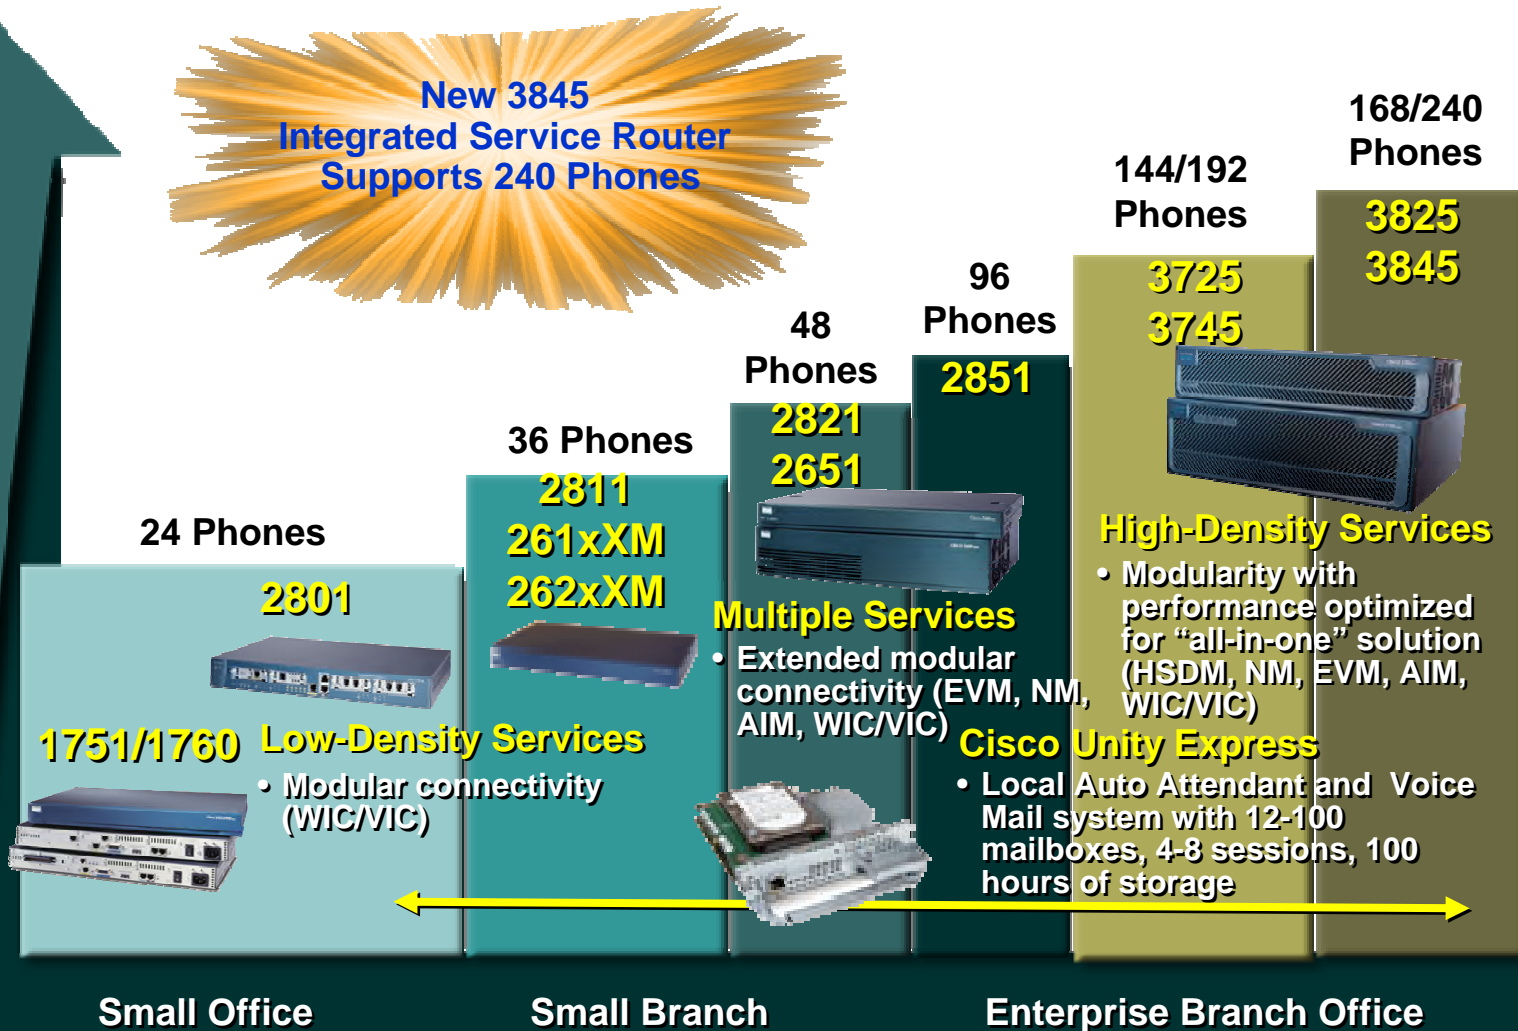 New 3845
Integrated Service Router
Supports 240 Phones
168/240
Phones
3825
3845
144/192
Phones
3725
3745
96
Phones
2851
48
Phones
2821
2651
36 Phones
2811
261xXM
262xXM
24 Phones
2801
1751/1760
Low-Density Services
• Modular connectivity
(WIC/VIC)
Multiple Services
• Extended modular
connectivity (EVM, NM,
AIM, WIC/VIC)
High-Density Services
• Modularity with
performance optimized
for “all-in-one” solution
(HSDM, NM, EVM, AIM,
WIC/VIC)
Cisco Unity Express
• Local Auto Attendant and Voice
Mail system with 12-100
mailboxes, 4-8 sessions, 100
hours of storage
Small Office
Small Branch
Enterprise Branch Office